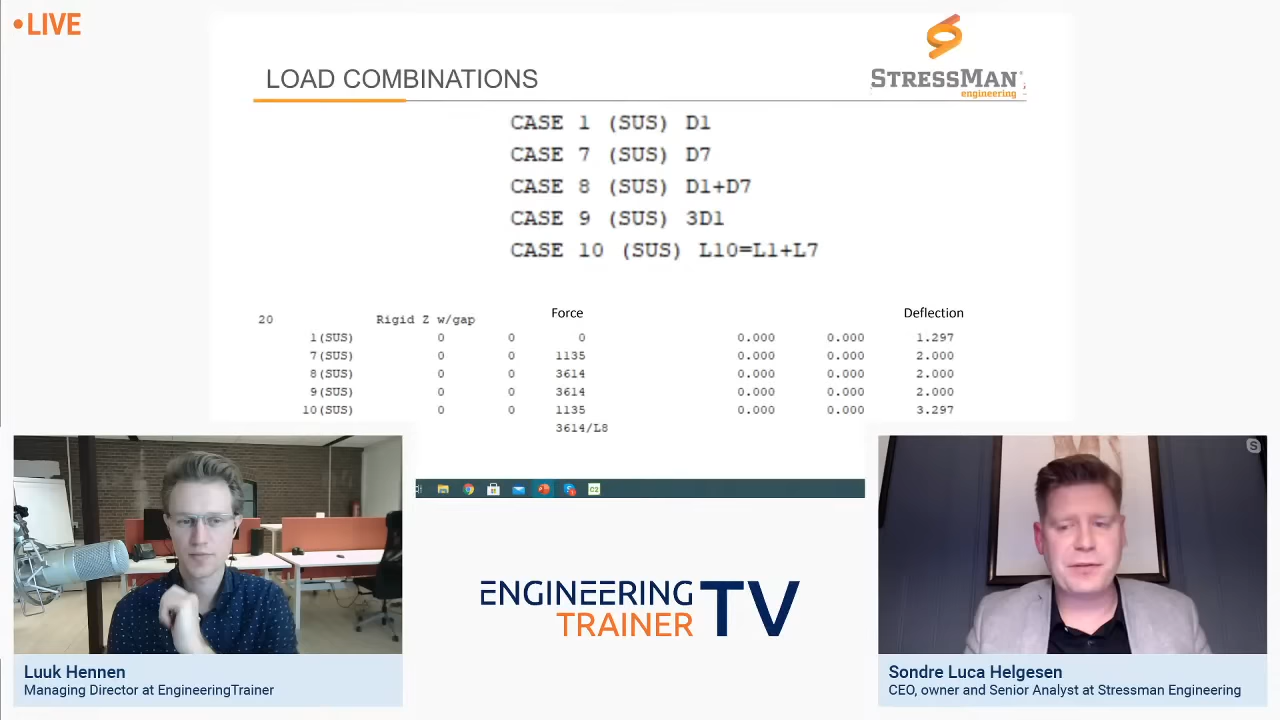 •LIVE
LOAD COMBINATIONS
STRESSMAN
engineering
CASE 1 (SUS) D1
CASE 7 (SUS) D7
CASE 8 (SUS) D1+D7
CASE 9 (SUS) 3D1
CASE 10 (SUS) L10=L1+L7
20 Rigid Z w/gap Force Deflection
1(SUS) 0 0 0 0.000 0.000 1.297
7(SUS) 0 0 1135 0.000 0.000 2.000
8(SUS) 0 0 3614 0.000 0.000 2.000
9(SUS) 0 0 3614 0.000 0.000 2.000
10(SUS) 0 0 1135 0.000 0.000 3.297
3614/L8
C2
ENGINEERING
TRAINER TV
Luuk Hennen
Managing Director at EngineeringTrainer
Sondre Luca Helgesen
CEO, owner and Senior Analyst at Stressman Engineering